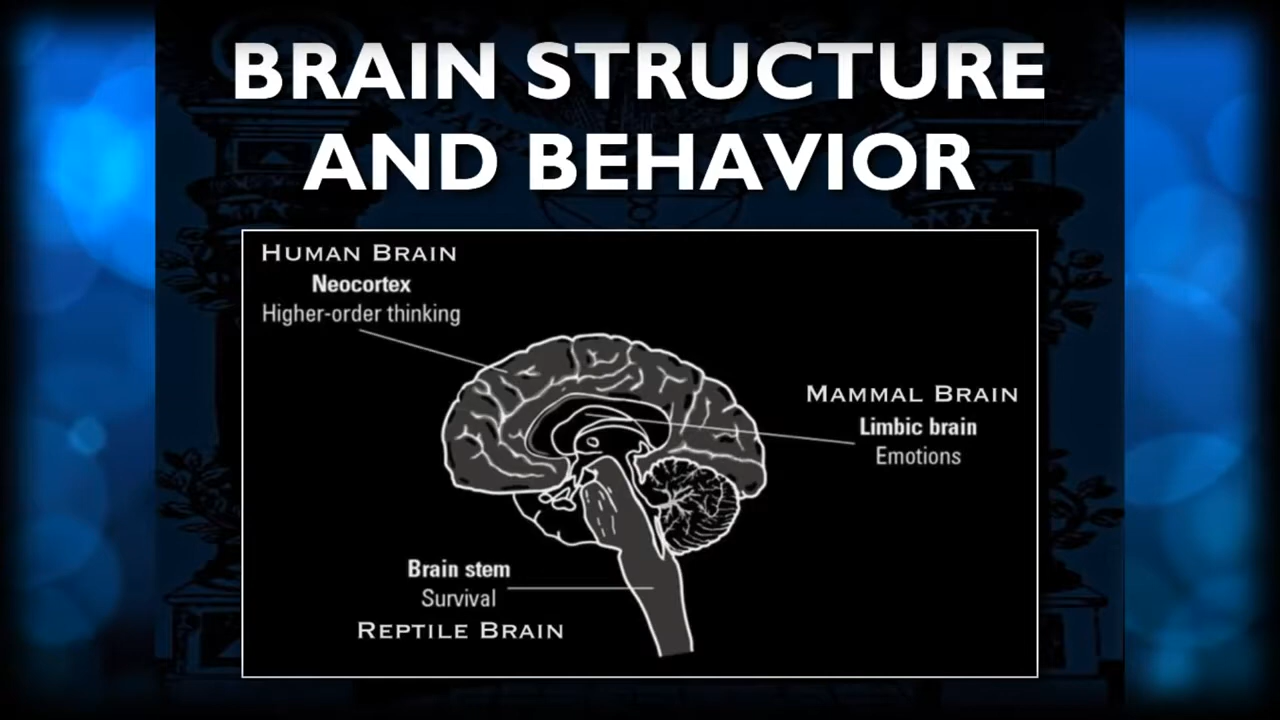 BRAIN STRUCTURE
AND BEHAVIOR
HUMAN BRAIN
Neocortex
Higher-order thinking
MAMMAL BRAIN
Limbic brain
Emotions
Brain stem
Survival
REPTILE BRAIN